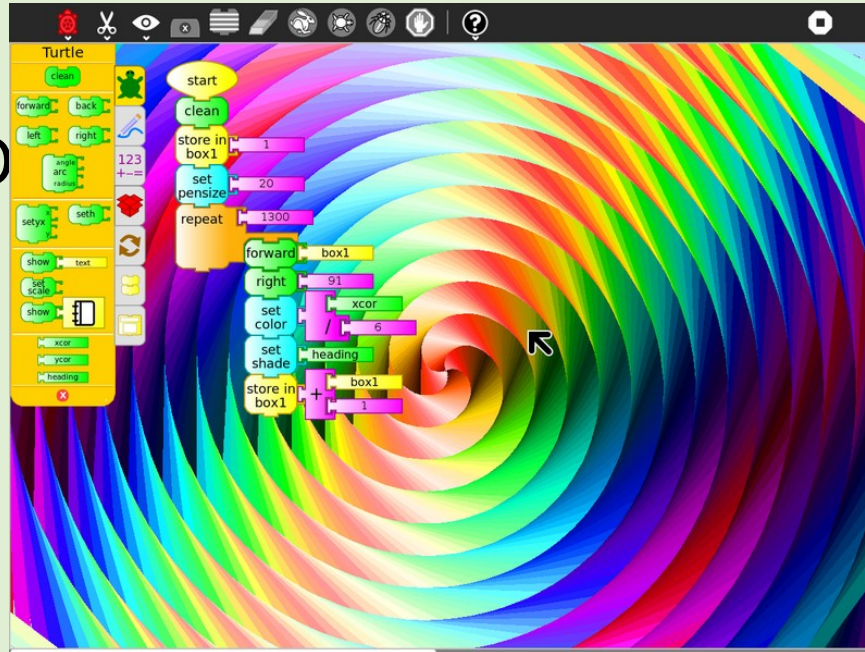 Turtle
clean
forward back
left right
angle
arc
radius
x
setyx seth
y
show text
set
scale
show
xcor
ycor
heading
x
123
+-=
start
clean
store in
box1 1
set
pensize 20
repeat 1300
forward box1
right 91
set
color / xcor
6
set
shade heading
store in
box1 + box1
1
x
?